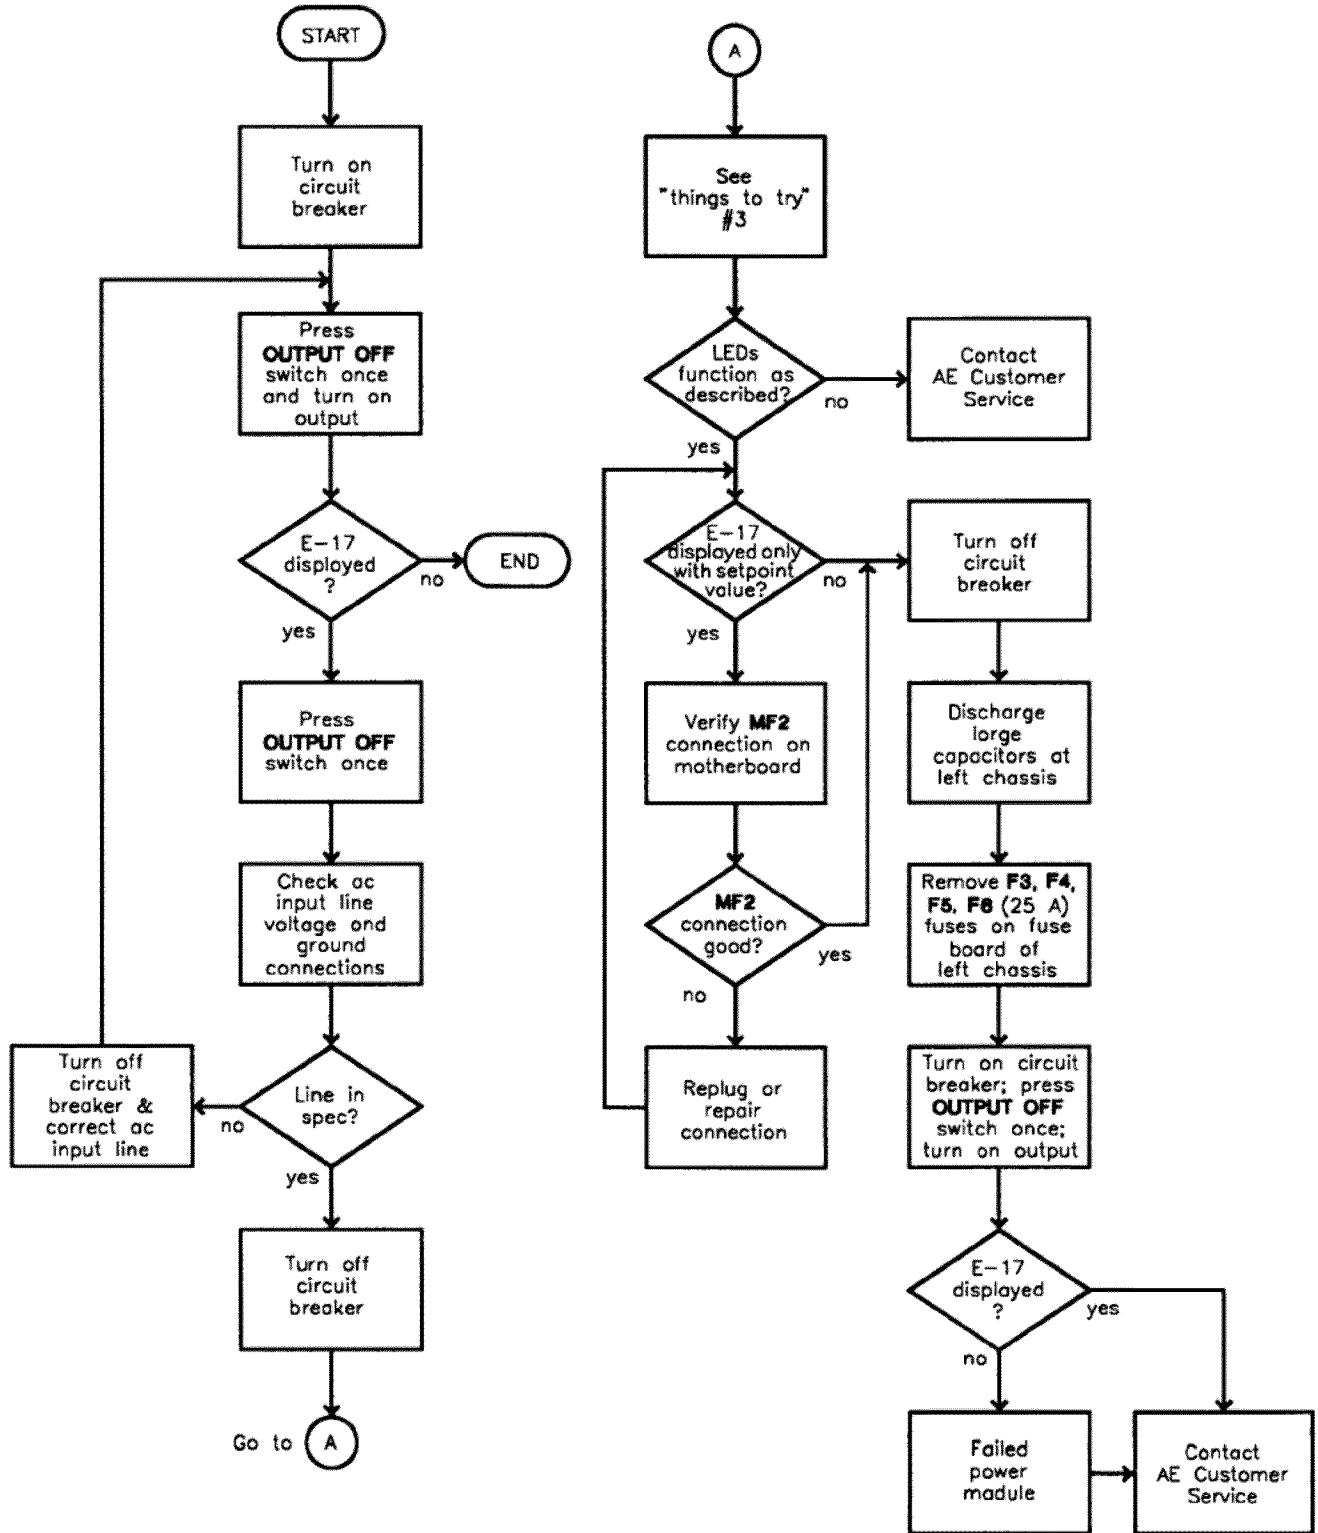 START
Turn on
circuit
breaker
Press
OUTPUT OFF
switch once
and turn on
output
E-17
displayed
?
no
END
yes
Press
OUTPUT OFF
switch once
Check ac
input line
voltage and
ground
connections
Line in
spec?
no
Turn off
circuit
breaker &
correct ac
input line
yes
Turn off
circuit
breaker
Go to A
A
See
"things to try"
#3
LEDs
function as
described?
no
Contact
AE Customer
Service
yes
E-17
displayed only
with setpoint
value?
no
yes
Verify MF2
connection on
motherboard
MF2
connection
good?
yes
no
Replug or
repair
connection
Turn off
circuit
breaker
Discharge
lorge
capacitors at
left chassis
Remove F3, F4,
F5, F6 (25 A)
fuses on fuse
board of
left chassis
Turn on circuit
breaker; press
OUTPUT OFF
switch once;
turn on output
E-17
displayed
?
yes
no
Failed
power
madule
Contact
AE Customer
Service